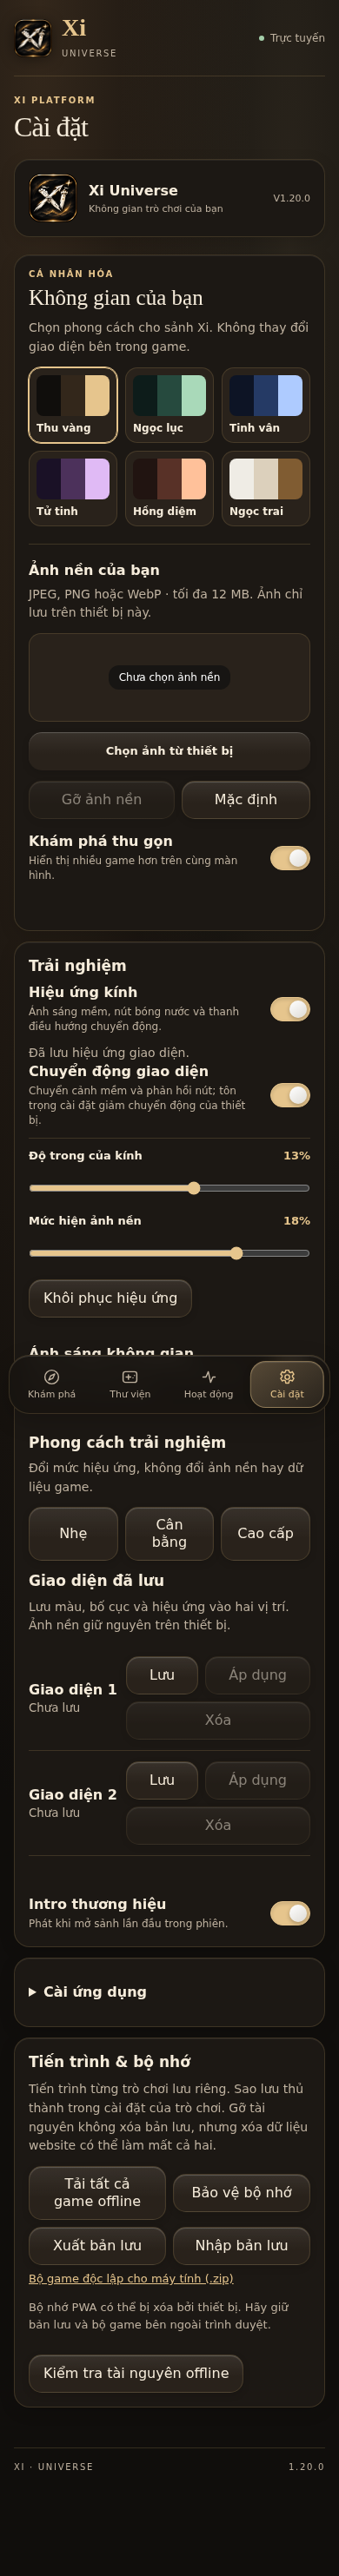 Xi
UNIVERSE
Trực tuyến
XI PLATFORM
Cài đặt
Xi Universe
Không gian trò chơi của bạn
V1.20.0
CÁ NHÂN HÓA
Không gian của bạn
Chọn phong cách cho sảnh Xi. Không thay đổi
giao diện bên trong game.
Thu vàng
Ngọc lục
Tinh vân
Tử tinh
Hồng diệm
Ngọc trai
Ảnh nền của bạn
JPEG, PNG hoặc WebP · tối đa 12 MB. Ảnh chỉ
lưu trên thiết bị này.
Chưa chọn ảnh nền
Chọn ảnh từ thiết bị
Gỡ ảnh nền
Mặc định
Khám phá thu gọn
Hiển thị nhiều game hơn trên cùng màn
hình.
Trải nghiệm
Hiệu ứng kính
Ánh sáng mềm, nút bóng nước và thanh
điều hướng chuyển động.
Đã lưu hiệu ứng giao diện.
Chuyển động giao diện
Chuyển cảnh mềm và phản hồi nút; tôn
trọng cài đặt giảm chuyển động của thiết
bị.
Độ trong của kính
13%
Mức hiện ảnh nền
18%
Khôi phục hiệu ứng
Ánh sáng không gian
Khám phá
Thư viện
Hoạt động
Cài đặt
Phong cách trải nghiệm
Đổi mức hiệu ứng, không đổi ảnh nền hay dữ
liệu game.
Nhẹ
Cân
bằng
Cao cấp
Giao diện đã lưu
Lưu màu, bố cục và hiệu ứng vào hai vị trí.
Ảnh nền giữ nguyên trên thiết bị.
Giao diện 1
Chưa lưu
Lưu
Áp dụng
Xóa
Giao diện 2
Chưa lưu
Lưu
Áp dụng
Xóa
Intro thương hiệu
Phát khi mở sảnh lần đầu trong phiên.
Cài ứng dụng
Tiến trình & bộ nhớ
Tiến trình từng trò chơi lưu riêng. Sao lưu thủ
thành trong cài đặt của trò chơi. Gỡ tài
nguyên không xóa bản lưu, nhưng xóa dữ liệu
website có thể làm mất cả hai.
Tải tất cả
game offline
Bảo vệ bộ nhớ
Xuất bản lưu
Nhập bản lưu
Bộ game độc lập cho máy tính (.zip)
Bộ nhớ PWA có thể bị xóa bởi thiết bị. Hãy giữ
bản lưu và bộ game bên ngoài trình duyệt.
Kiểm tra tài nguyên offline
XI · UNIVERSE
1.20.0